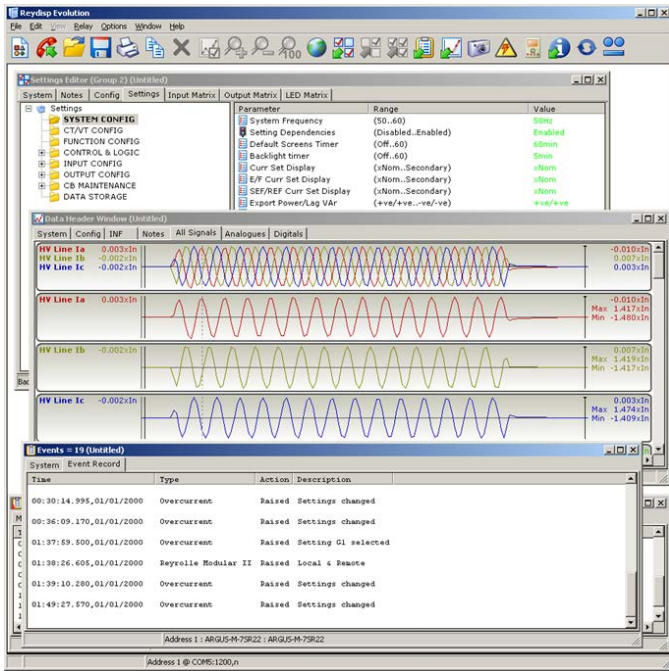 Reydisp Evolution
File Edit View Relay Options Window Help
Settings Editor (Group 2) (Untitled)
System Notes Config Settings Input Matrix Output Matrix LED Matrix
Settings
SYSTEM CONFIG
CT/VT CONFIG
FUNCTION CONFIG
CONTROL & LOGIC
INPUT CONFIG
OUTPUT CONFIG
CB MAINTENANCE
DATA STORAGE
Parameter Range Value
System Frequency (50..60) 50Hz
Setting Dependencies (Disabled..Enabled) Enabled
Default Screens Timer (Off..60) 60min
Backlight timer (Off..60) 5min
Curr Set Display (xNom..Secondary) xNom
E/F Curr Set Display (xNom..Secondary) xNom
SEF/REF Curr Set Display (xNom..Secondary) xNom
Export Power/Lag VAr (+ve/+ve..-ve/-ve) +ve/+ve
Data Header Window (Untitled)
System Config INF Notes All Signals Analogues Digitals
HV Line Ia 0.003xIn -0.010xIn
HV Line Ib -0.002xIn 0.007xIn
HV Line Ic -0.002xIn 0.003xIn
HV Line Ia 0.003xIn -0.010xIn
Max 1.417xIn
Min -1.480xIn
HV Line Ib -0.002xIn 0.007xIn
Max 1.419xIn
Min -1.417xIn
HV Line Ic -0.002xIn 0.003xIn
Max 1.474xIn
Min -1.409xIn
Events = 19 (Untitled)
System Event Record
Time Type Action Description
00:30:14.995,01/01/2000 Overcurrent Raised Settings changed
00:36:09.170,01/01/2000 Overcurrent Raised Settings changed
01:37:59.500,01/01/2000 Overcurrent Raised Setting G1 selected
01:38:26.605,01/01/2000 Reyrolle Modular II Raised Local & Remote
01:39:10.280,01/01/2000 Overcurrent Raised Settings changed
01:49:27.570,01/01/2000 Overcurrent Raised Settings changed
Address 1 : ARGUS-M-7SR22 : ARGUS-M-7SR22
Address 1 @ COM5:1200,n